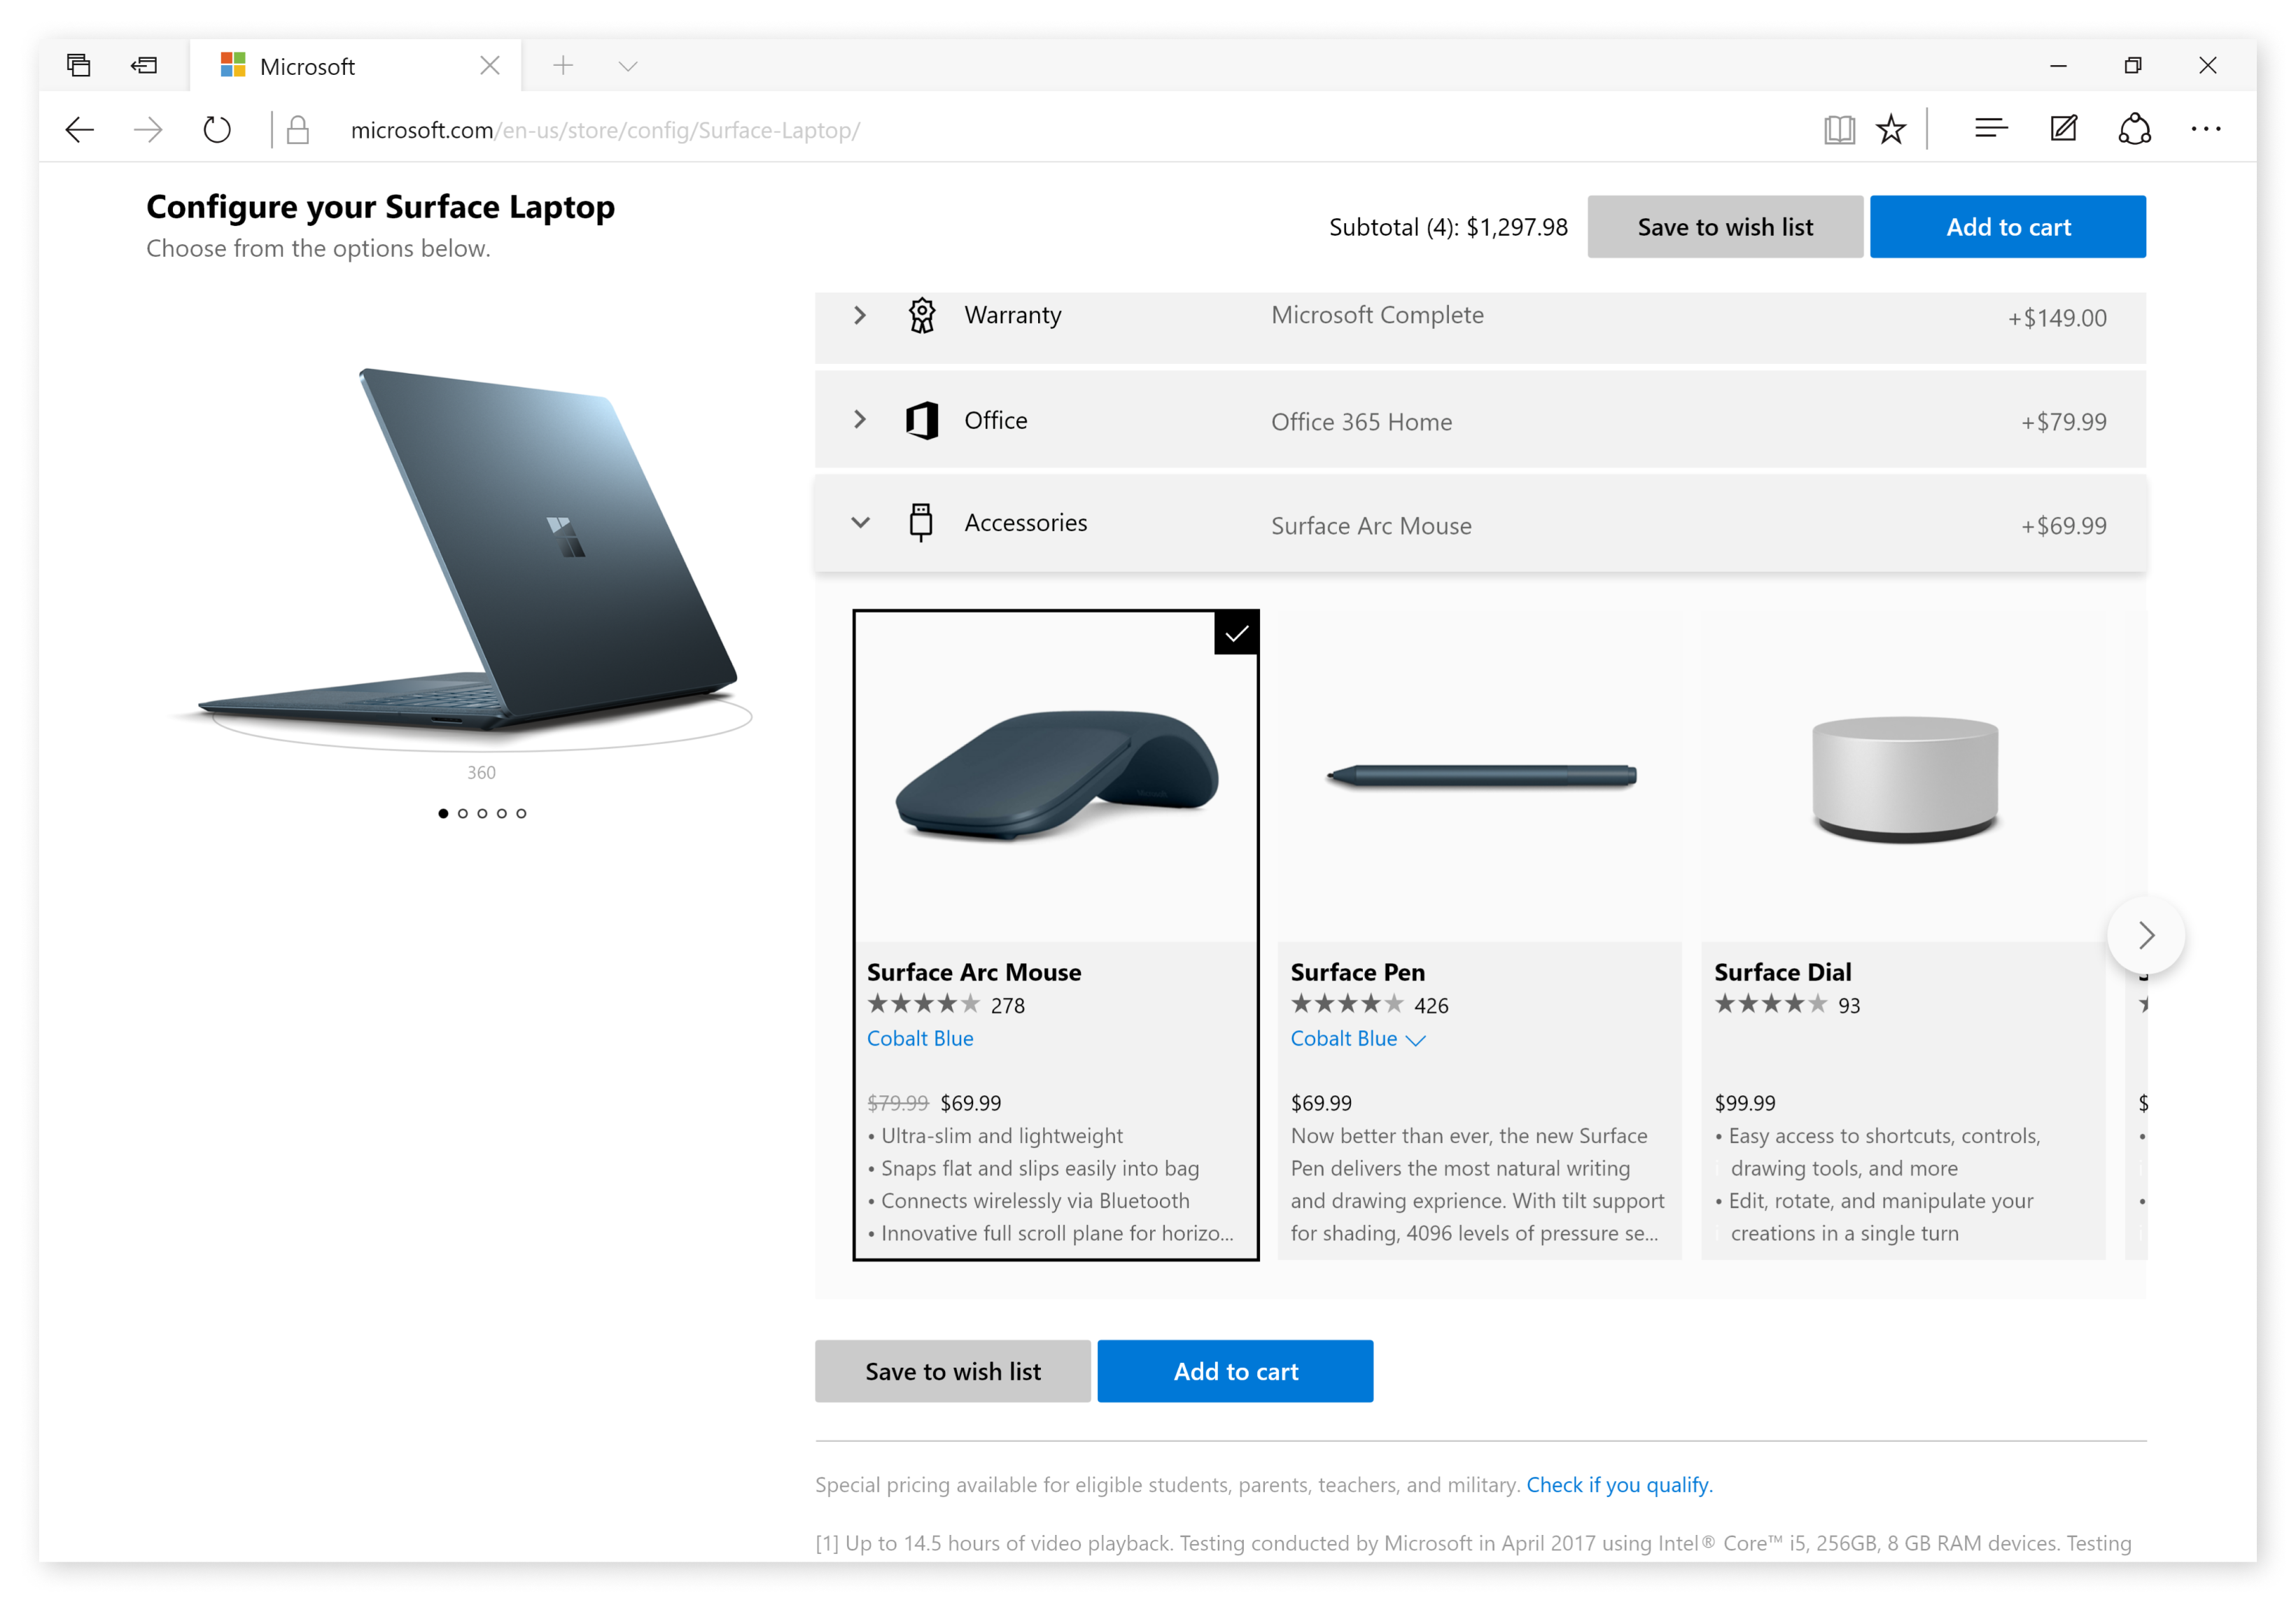 Microsoft
microsoft.com/en-us/store/config/Surface-Laptop/
Configure your Surface Laptop
Choose from the options below.
Subtotal (4): $1,297.98
Save to wish list
Add to cart
Warranty
Microsoft Complete
+$149.00
Office
Office 365 Home
+$79.99
Accessories
Surface Arc Mouse
+$69.99
360
Surface Arc Mouse
278
Cobalt Blue
$79.99 $69.99
• Ultra-slim and lightweight
• Snaps flat and slips easily into bag
• Connects wirelessly via Bluetooth
• Innovative full scroll plane for horizo...
Surface Pen
426
Cobalt Blue
$69.99
Now better than ever, the new Surface
Pen delivers the most natural writing
and drawing exprience. With tilt support
for shading, 4096 levels of pressure se...
Surface Dial
93
$99.99
• Easy access to shortcuts, controls,
drawing tools, and more
• Edit, rotate, and manipulate your
creations in a single turn
$
Save to wish list
Add to cart
Special pricing available for eligible students, parents, teachers, and military. Check if you qualify.
[1] Up to 14.5 hours of video playback. Testing conducted by Microsoft in April 2017 using Intel® Core™ i5, 256GB, 8 GB RAM devices. Testing